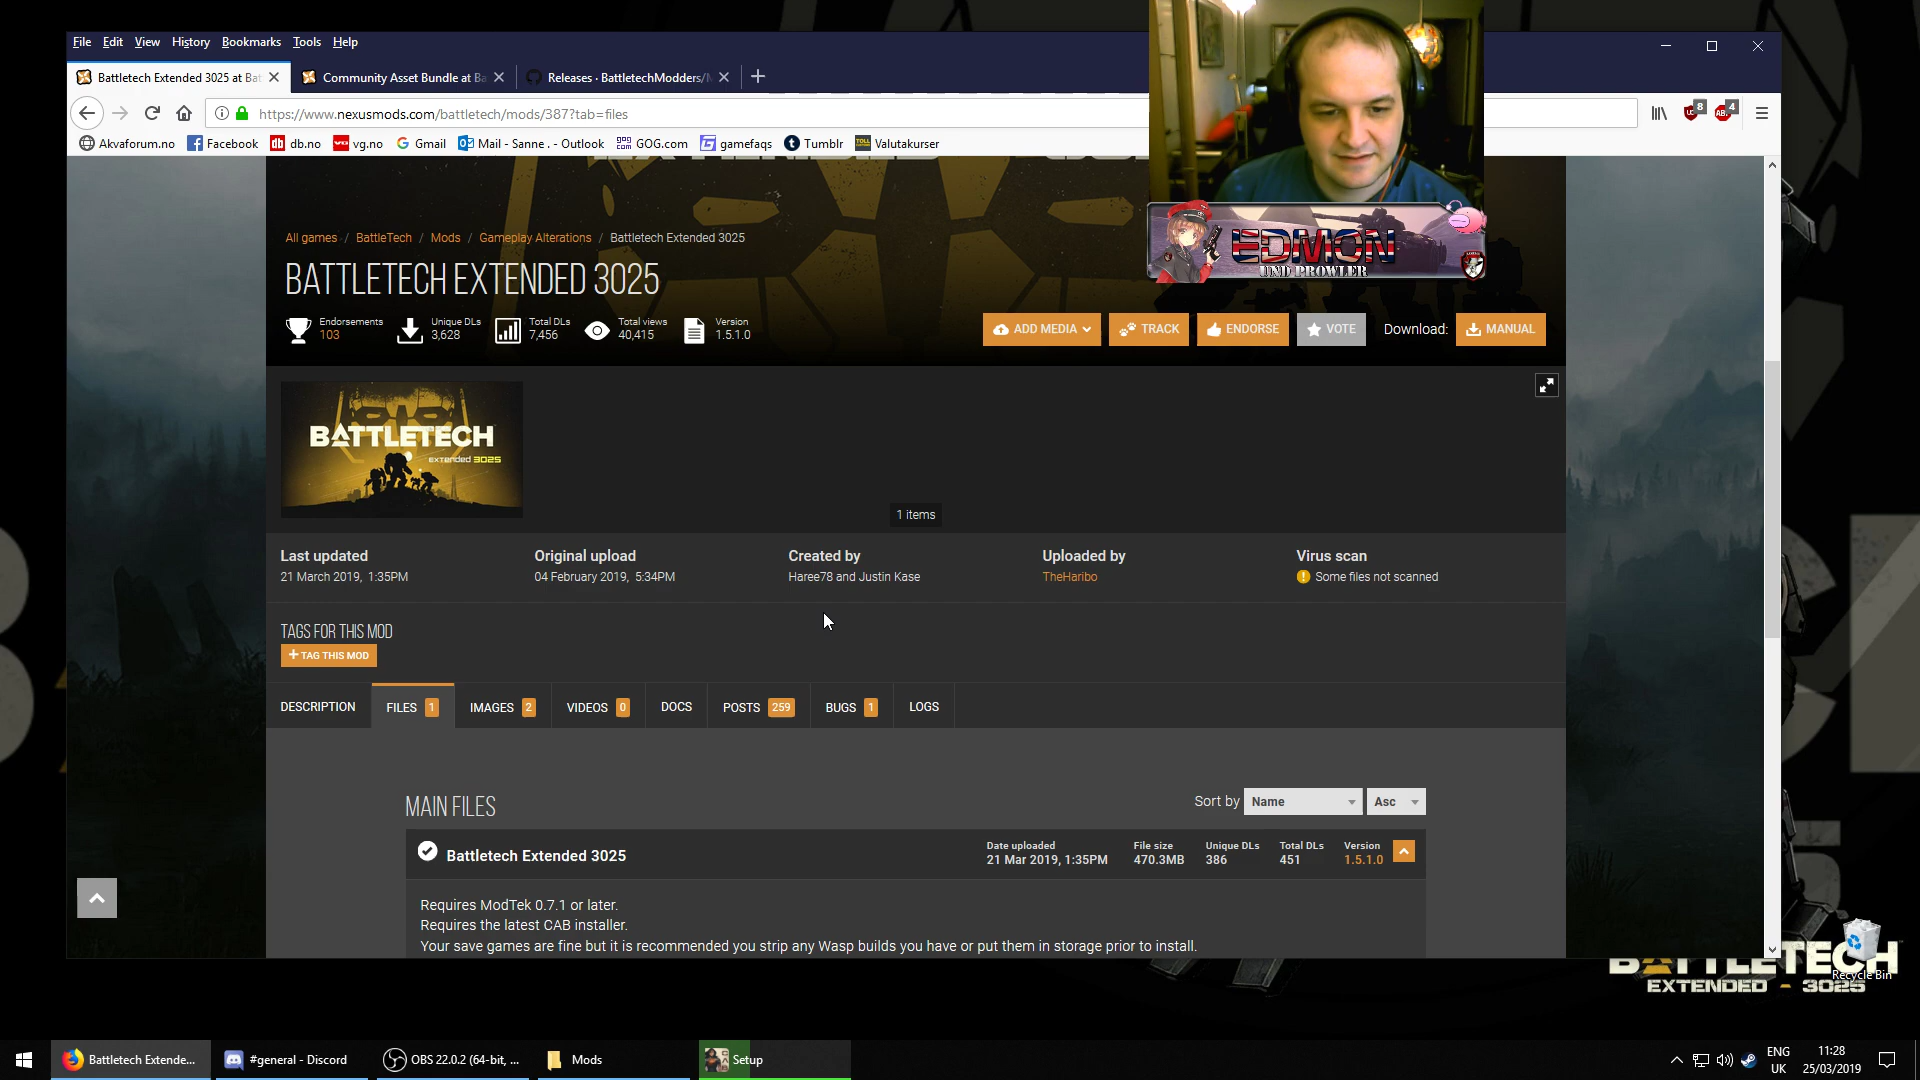 File Edit View History Bookmarks Tools Help
Battletech Extended 3025 at Bat
Community Asset Bundle at Ba
Releases · BattletechModders/
https://www.nexusmods.com/battletech/mods/387?tab=files
8
4
Akvaforum.no
Facebook
db.no
vg.no
Gmail
Mail - Sanne . - Outlook
GOG.com
gamefaqs
Tumblr
Valutakurser
EDMON
UND PROWLER
All games / BattleTech / Mods / Gameplay Alterations / Battletech Extended 3025
BATTLETECH EXTENDED 3025
Endorsements
103
Unique DLs
3,628
Total DLs
7,456
Total views
40,415
Version
1.5.1.0
ADD MEDIA
TRACK
ENDORSE
VOTE
Download:
MANUAL
BATTLETECH
EXTENDED 3025
1 items
Last updated
21 March 2019, 1:35PM
Original upload
04 February 2019, 5:34PM
Created by
Haree78 and Justin Kase
Uploaded by
TheHaribo
Virus scan
Some files not scanned
TAGS FOR THIS MOD
TAG THIS MOD
DESCRIPTION
FILES 1
IMAGES 2
VIDEOS 0
DOCS
POSTS 259
BUGS 1
LOGS
MAIN FILES
Sort by Name Asc
Battletech Extended 3025
Date uploaded
21 Mar 2019, 1:35PM
File size
470.3MB
Unique DLs
386
Total DLs
451
Version
1.5.1.0
Requires ModTek 0.7.1 or later.
Requires the latest CAB installer.
Your save games are fine but it is recommended you strip any Wasp builds you have or put them in storage prior to install.
Recycle Bin
BATTLETECH
EXTENDED - 3025
Battletech Extende...
#general - Discord
OBS 22.0.2 (64-bit, ...
Mods
Setup
ENG
UK
11:28
25/03/2019